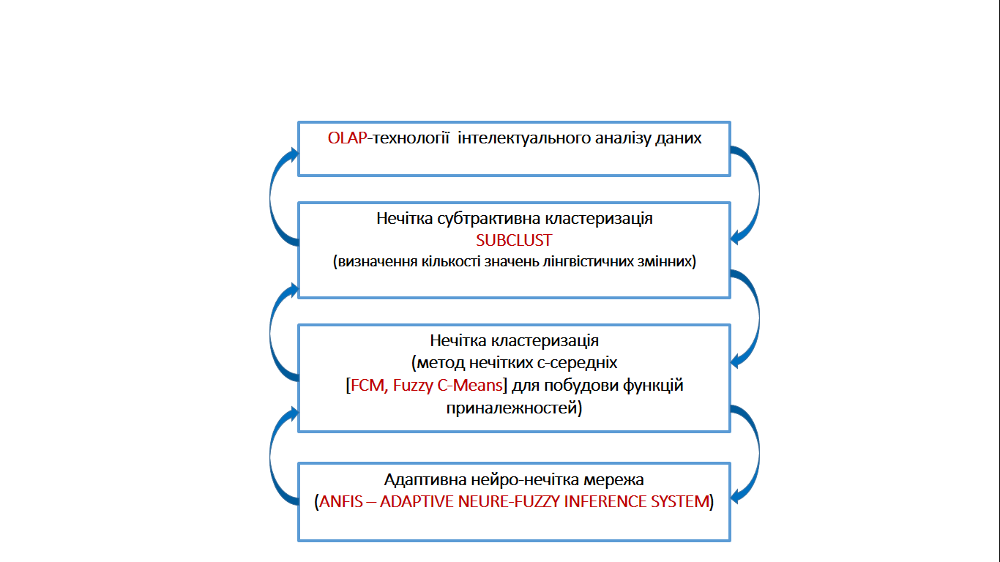 OLAP-технології інтелектуального аналізу даних
Нечітка субтрактивна кластеризація
SUBCLUST
(визначення кількості значень лінгвістичних змінних)
Нечітка кластеризація
(метод нечітких с-середніх
[FCM, Fuzzy C-Means] для побудови функцій
приналежностей)
Адаптивна нейро-нечітка мережа
(ANFIS – ADAPTIVE NEURE-FUZZY INFERENCE SYSTEM)